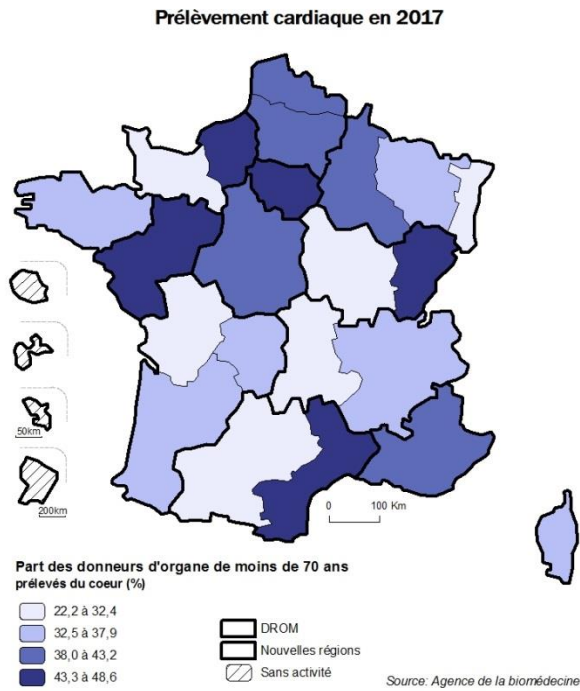 Prélèvement cardiaque en 2017
50km
200km
0 100 Km
Part des donneurs d'organe de moins de 70 ans
prélevés du coeur (%)
22,2 à 32,4
32,5 à 37,9
38,0 à 43,2
43,3 à 48,6
DROM
Nouvelles régions
Sans activité
Source: Agence de la biomédecine